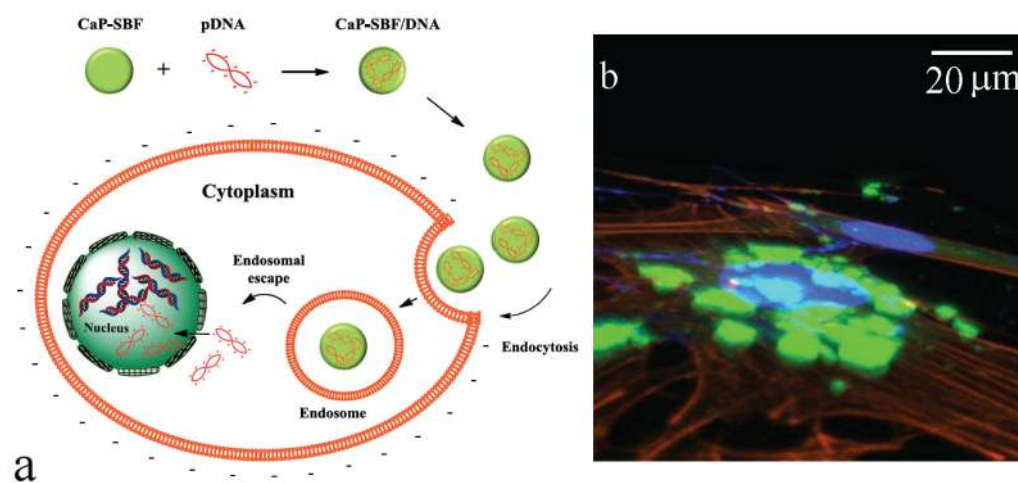 CaP-SBF pDNA CaP-SBF/DNA
+
Cytoplasm
Endosomal
escape
Nucleus
Endocytosis
Endosome
a
b
20 µm